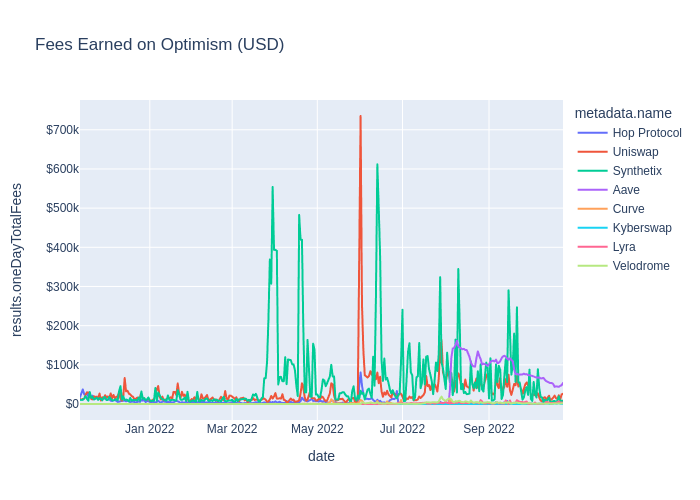 Fees Earned on Optimism (USD)
metadata.name
Hop Protocol
Uniswap
Synthetix
Aave
Curve
Kyberswap
Lyra
Velodrome
results.oneDayTotalFees
$700k
$600k
$500k
$400k
$300k
$200k
$100k
$0
Jan 2022 Mar 2022 May 2022 Jul 2022 Sep 2022
date